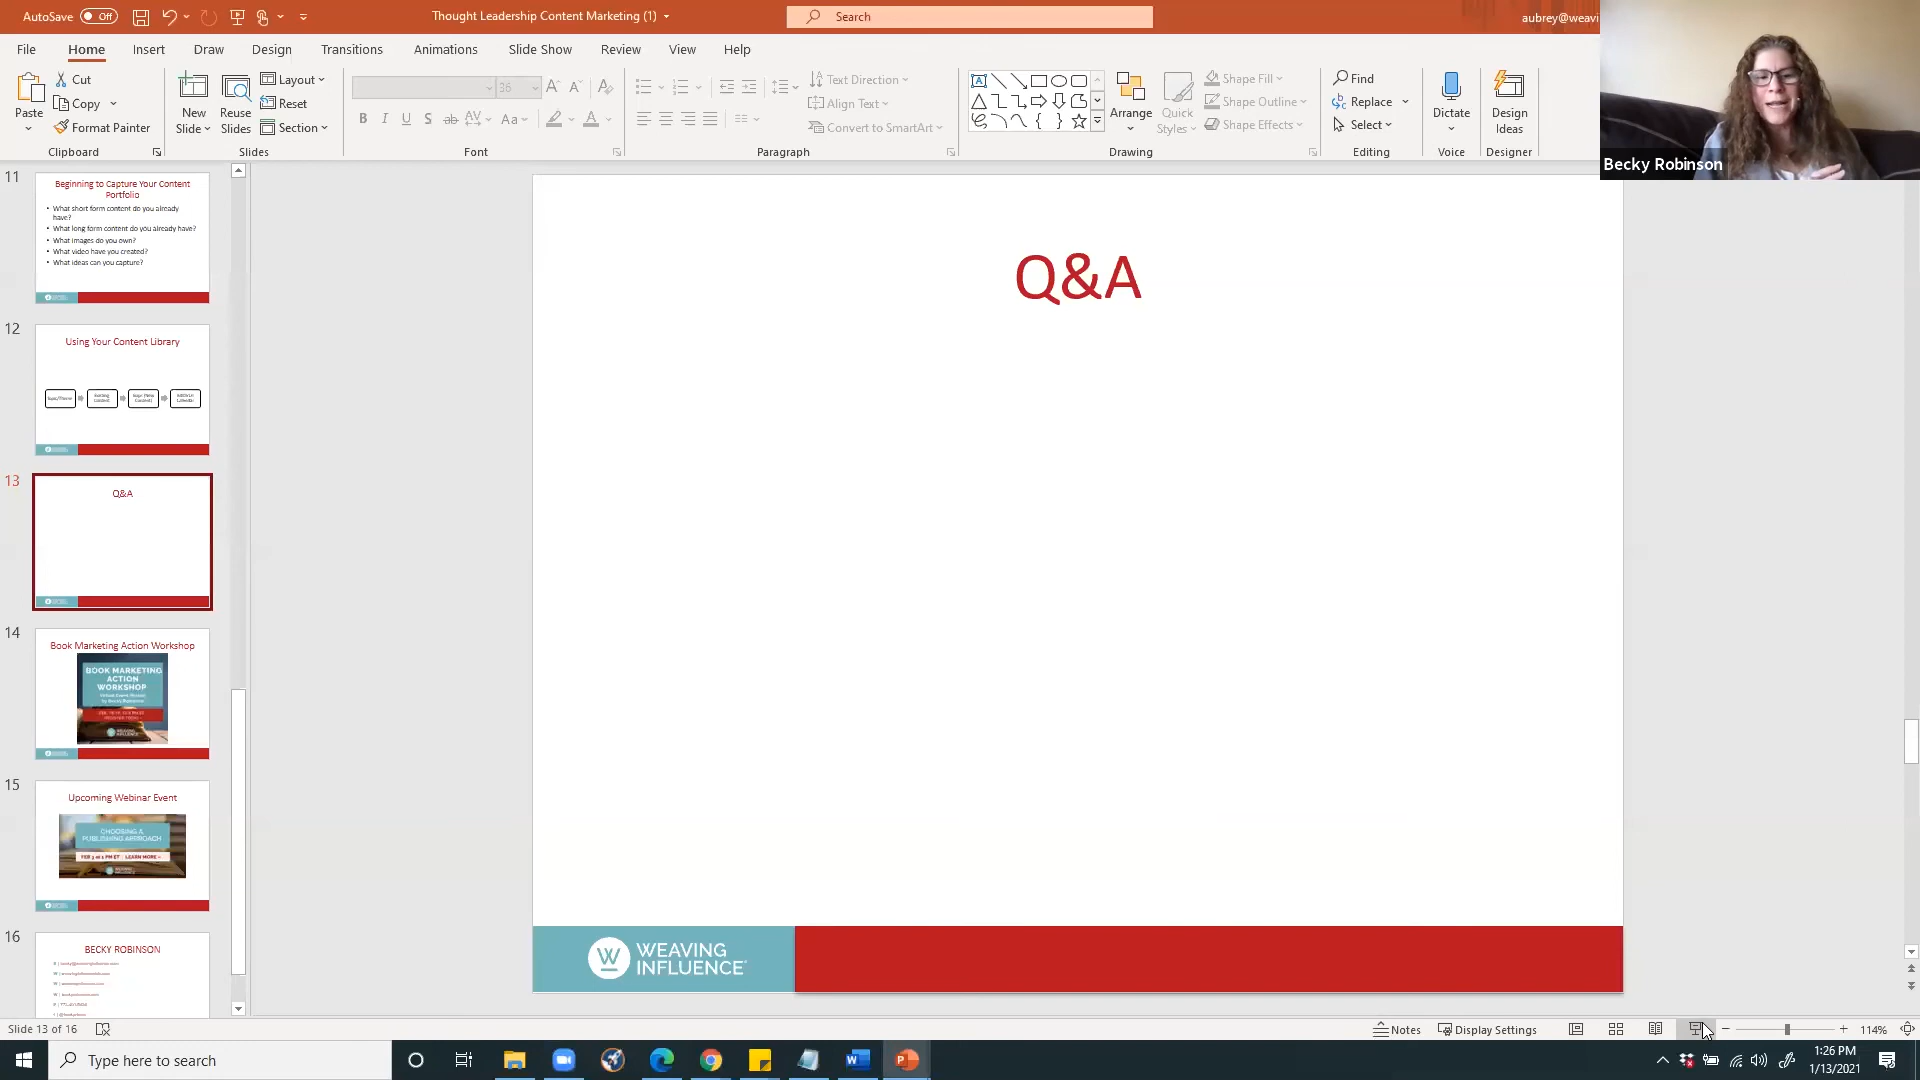 AutoSave Off
Thought Leadership Content Marketing (1)
Search
aubrey@weavi
File Home Insert Draw Design Transitions Animations Slide Show Review View Help
Paste
Cut
Copy
Format Painter
Clipboard
New Slide
Reuse Slides
Layout
Reset
Section
Slides
36
B I U S ab AV Aa A
Font
Text Direction
Align Text
Convert to SmartArt
Paragraph
Arrange
Quick Styles
Shape Fill
Shape Outline
Shape Effects
Drawing
Find
Replace
Select
Editing
Dictate
Voice
Design Ideas
Designer
Becky Robinson
11
Beginning to Capture Your Content
Portfolio
• What short form content do you already
have?
• What long form content do you already have?
• What images do you own?
• What video have you created?
• What ideas can you capture?
12
Using Your Content Library
13
Q&A
14
Book Marketing Action Workshop
BOOK MARKETING
ACTION
WORKSHOP
15
Upcoming Webinar Event
CHOOSING A
PUBLISHING APPROACH
16
BECKY ROBINSON
Q&A
WEAVING
INFLUENCE
Slide 13 of 16
Notes
Display Settings
114%
Type here to search
1:26 PM
1/13/2021